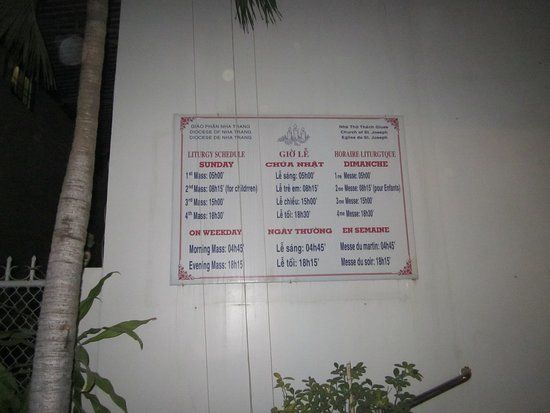 GIÁO PHẬN NHA TRANG
DIOCESE OF NHA TRANG
DIOCESE DE NHA TRANG
Nhà Thờ Thánh Giuse
Church of St. Joseph
Eglise de St. Joseph
LITURGY SCHEDULE
SUNDAY
1st Mass: 05h00'
2nd Mass: 08h15' (for childrren)
3rd Mass: 15h00'
4th Mass: 18h30'
ON WEEKDAY
Morning Mass: 04h45'
Evening Mass: 18h15'
GIỜ LỄ
CHÚA NHẬT
Lễ sáng: 05h00'
Lễ trẻ em: 08h15'
Lễ chiều: 15h00'
Lễ tối: 18h30'
NGÀY THƯỜNG
Lễ sáng: 04h45'
Lễ tối: 18h15'
HORAIRE LITURGTQUE
DIMANCHE
1me Messe: 05h00'
2me Messe: 08h15' (pour Enfants)
3me Messe: 15h00'
4me Messe: 18h30'
EN SEMAINE
Messe du martin: 04h45'
Messe du soir: 18h15'